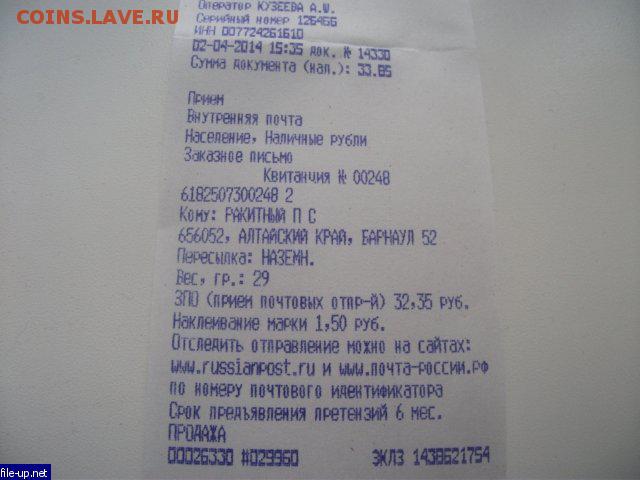 COINS.LAVE.RU
Оператор КУЗЕЕВА А.Ш.
Серийный номер 126466
ИНН 007724261610
02-04-2014 15:35 док. № 14330
Сумма документа (нал.): 33.85
Прием
Внутренняя почта
Население, Наличные рубли
Заказное письмо
Квитанция № 00248
6182507300248 2
Кому: РАКИТНЫЙ П С
656052, АЛТАЙСКИЙ КРАЙ, БАРНАУЛ 52
Пересылка: НАЗЕМН.
Вес, гр.: 29
ЗПО (прием почтовых отпр-й) 32,35 руб.
Наклеивание марки 1,50 руб.
Отследить отправление можно на сайтах:
www.russianpost.ru и www.почта-россии.рф
по номеру почтового идентификатора
Срок предъявления претензий 6 мес.
ПРОДАЖА
00026330 #029960 ЭКЛЗ 1438621754
file-up.net